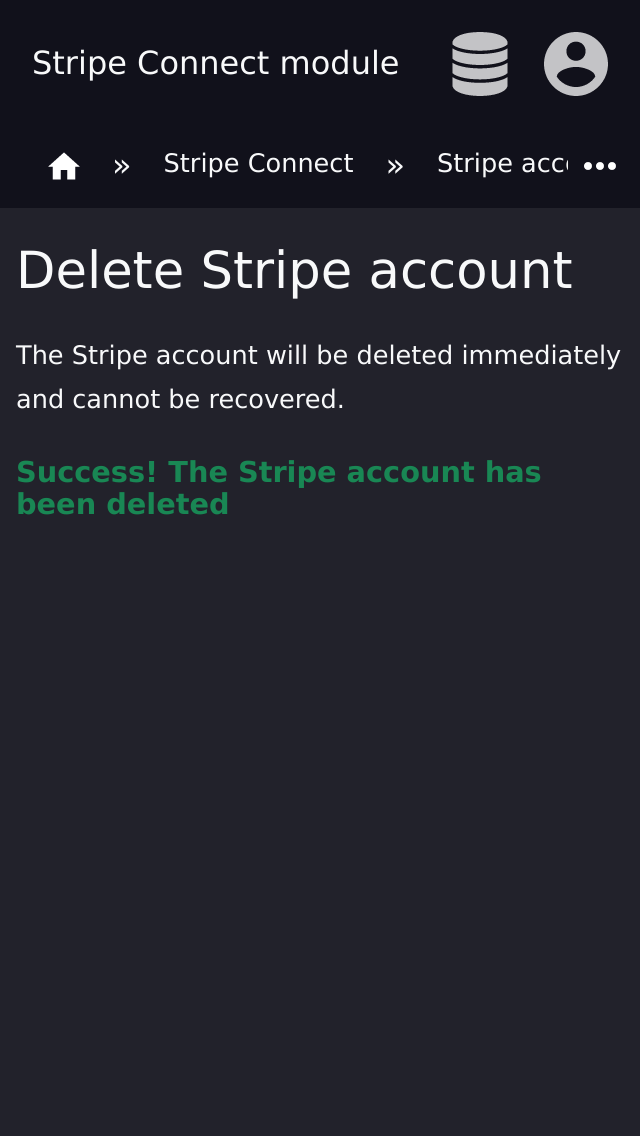 Stripe Connect module
» Stripe Connect » Stripe acc
Delete Stripe account
The Stripe account will be deleted immediately
and cannot be recovered.
Success! The Stripe account has
been deleted